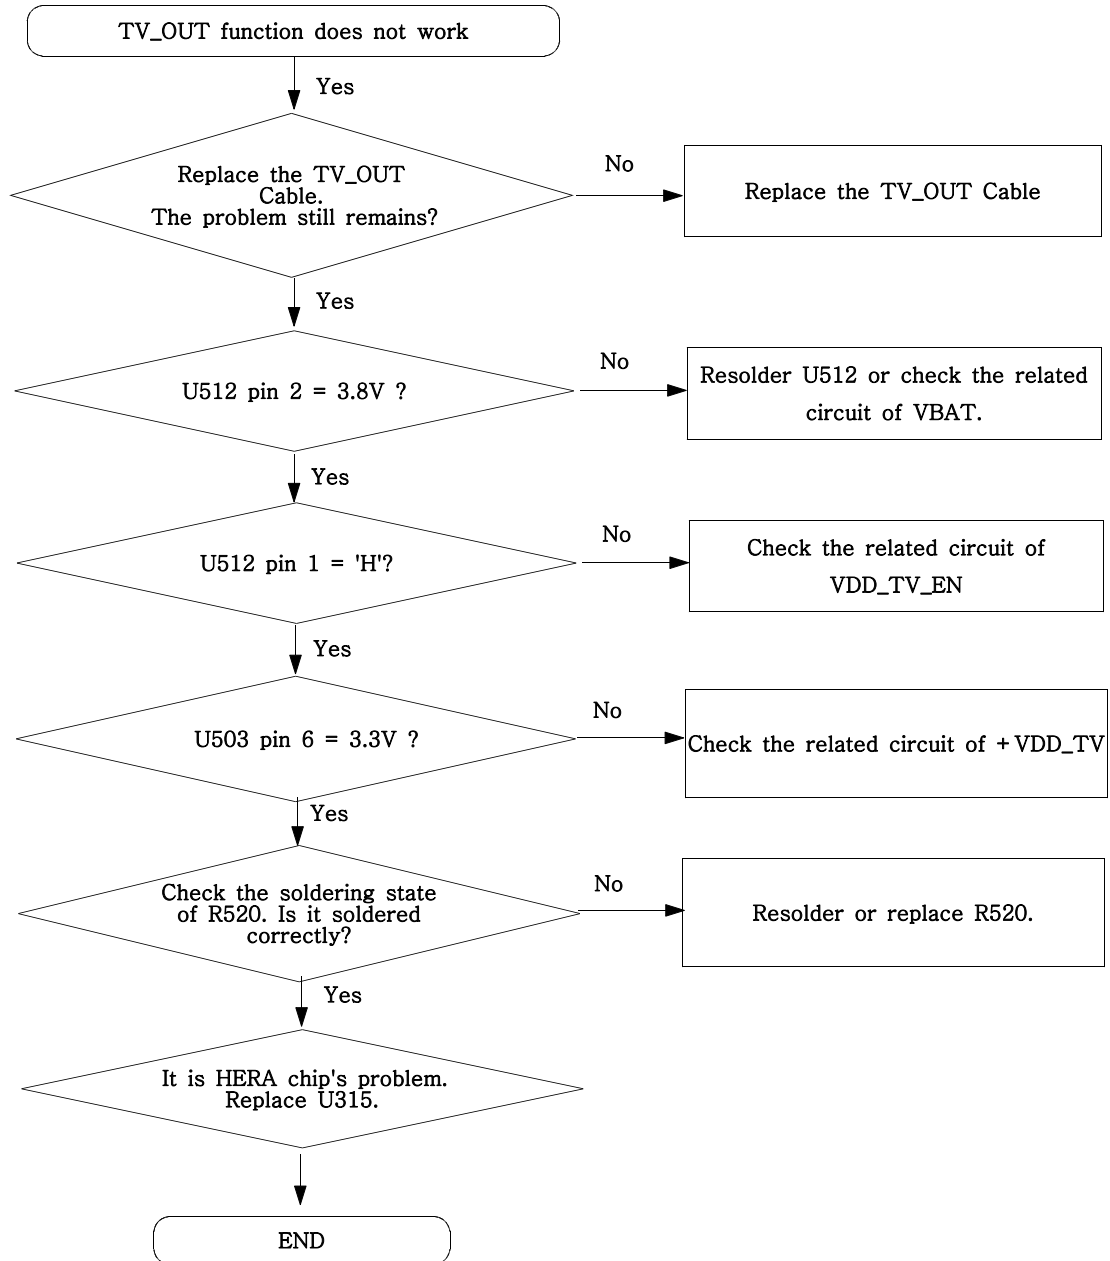 TV_OUT function does not work
Yes
Replace the TV_OUT
Cable.
The problem still remains?
No
Replace the TV_OUT Cable
Yes
U512 pin 2 = 3.8V ?
No
Resolder U512 or check the related
circuit of VBAT.
Yes
U512 pin 1 = 'H'?
No
Check the related circuit of
VDD_TV_EN
Yes
U503 pin 6 = 3.3V ?
No
Check the related circuit of +VDD_TV
Yes
Check the soldering state
of R520. Is it soldered
correctly?
No
Resolder or replace R520.
Yes
It is HERA chip's problem.
Replace U315.
END